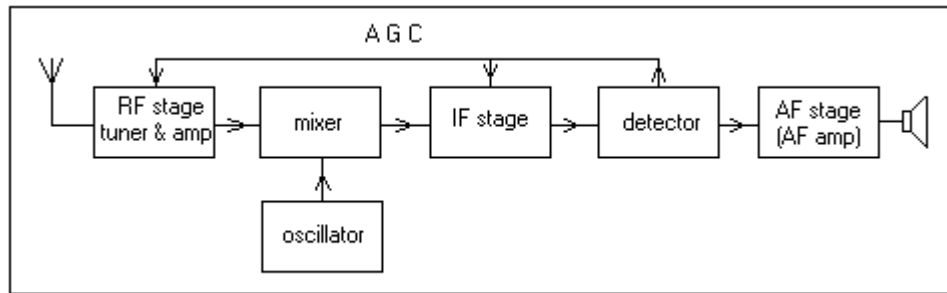 A G C
RF stage
tuner & amp
mixer
IF stage
detector
AF stage
(AF amp)
oscillator